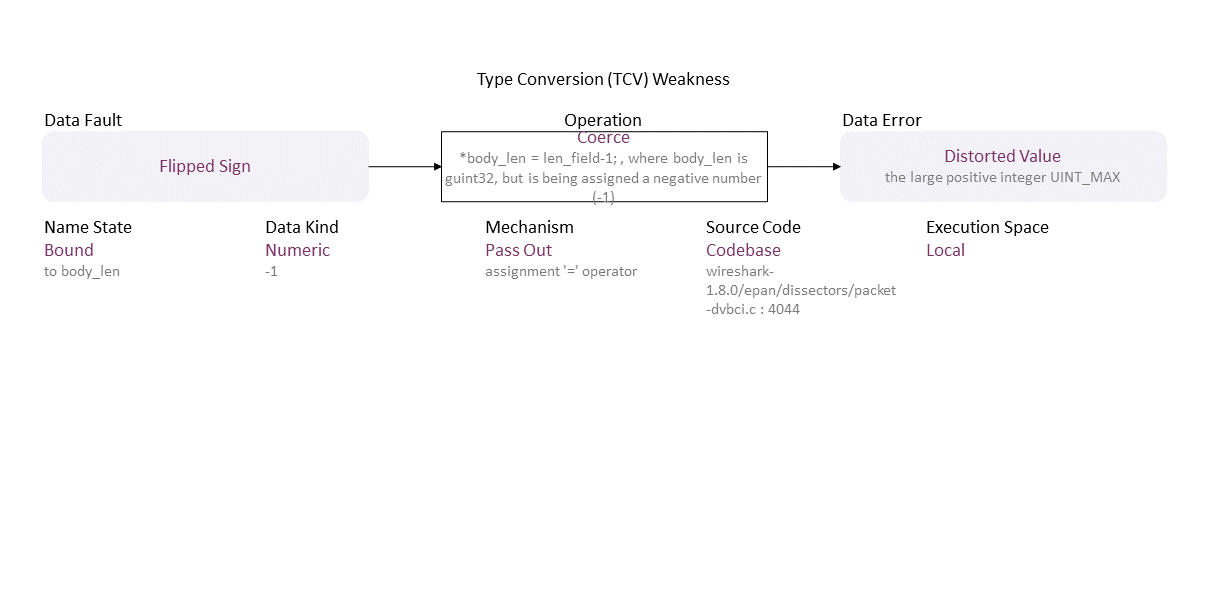 Type Conversion (TCV) Weakness
Data Fault
Operation
Data Error
Flipped Sign
Coerce
*body_len = len_field-1; , where body_len is
guint32, but is being assigned a negative number
(-1)
Distorted Value
the large positive integer UINT_MAX
Name State
Bound
to body_len
Data Kind
Numeric
-1
Mechanism
Pass Out
assignment '=' operator
Source Code
Codebase
wireshark-
1.8.0/epan/dissectors/packet
-dvbci.c : 4044
Execution Space
Local